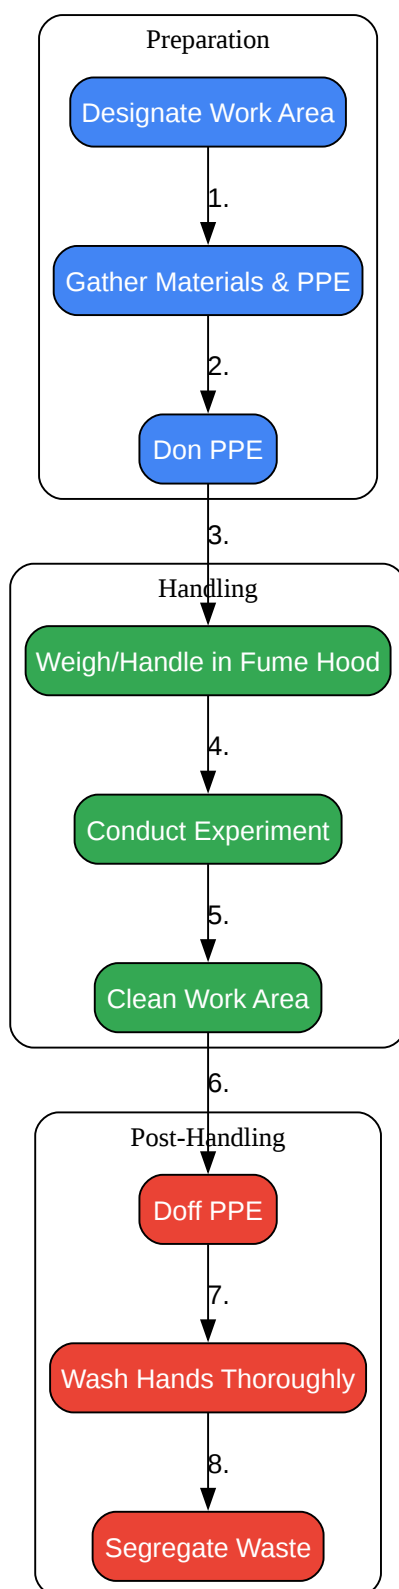 Preparation
Designate Work Area
1.
Gather Materials & PPE
2.
Don PPE
3.
Handling
Weigh/Handle in Fume Hood
4.
Conduct Experiment
5.
Clean Work Area
6.
Post-Handling
Doff PPE
7.
Wash Hands Thoroughly
8.
Segregate Waste